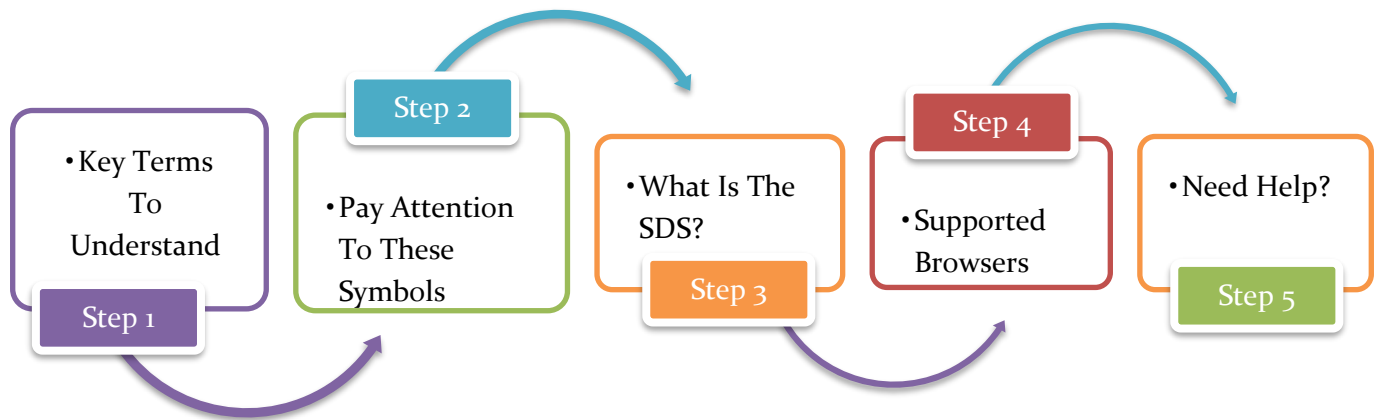 • Key Terms
To
Understand
Step 1
Step 2
• Pay Attention
To These
Symbols
• What Is The
SDS?
Step 3
Step 4
• Supported
Browsers
• Need Help?
Step 5